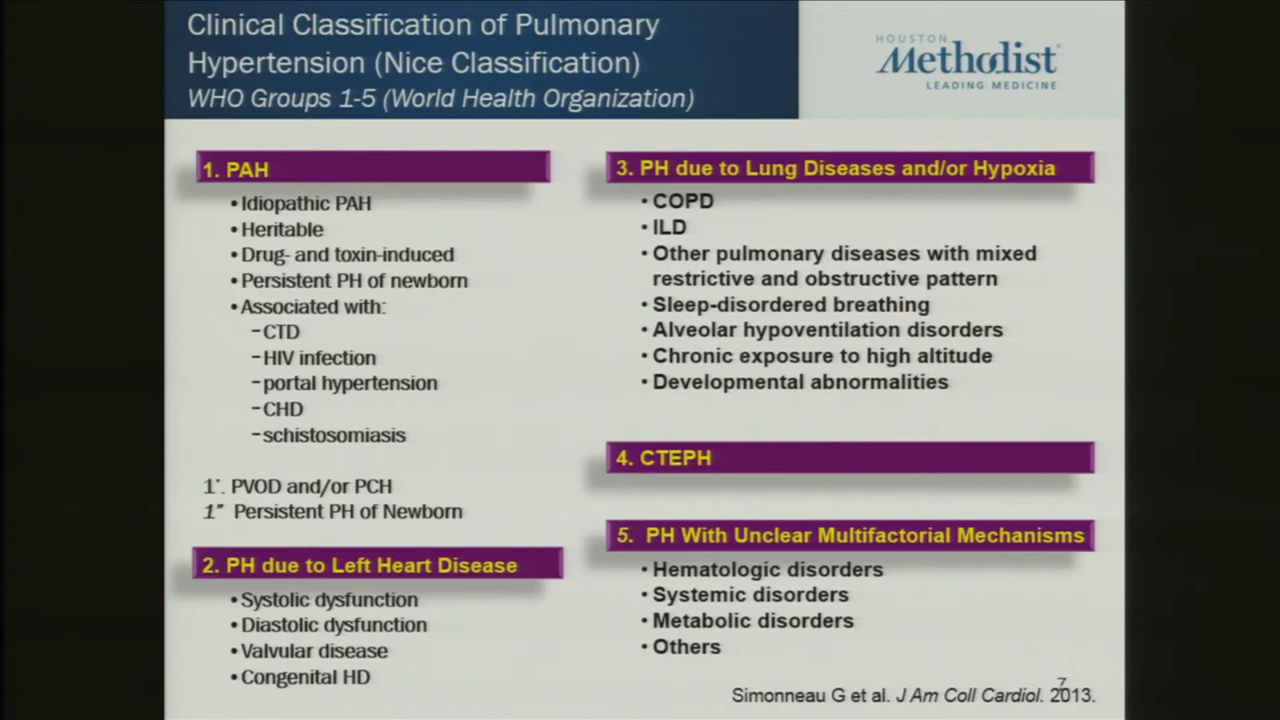 Clinical Classification of Pulmonary
Hypertension (Nice Classification)
WHO Groups 1-5 (World Health Organization)
HOUSTON
Methodist
LEADING MEDICINE
1. PAH
• Idiopathic PAH
• Heritable
• Drug- and toxin-induced
• Persistent PH of newborn
• Associated with:
– CTD
– HIV infection
– portal hypertension
– CHD
– schistosomiasis
1'. PVOD and/or PCH
1" Persistent PH of Newborn
2. PH due to Left Heart Disease
• Systolic dysfunction
• Diastolic dysfunction
• Valvular disease
• Congenital HD
3. PH due to Lung Diseases and/or Hypoxia
• COPD
• ILD
• Other pulmonary diseases with mixed
restrictive and obstructive pattern
• Sleep-disordered breathing
• Alveolar hypoventilation disorders
• Chronic exposure to high altitude
• Developmental abnormalities
4. CTEPH
5. PH With Unclear Multifactorial Mechanisms
• Hematologic disorders
• Systemic disorders
• Metabolic disorders
• Others
7
Simonneau G et al. J Am Coll Cardiol. 2013.